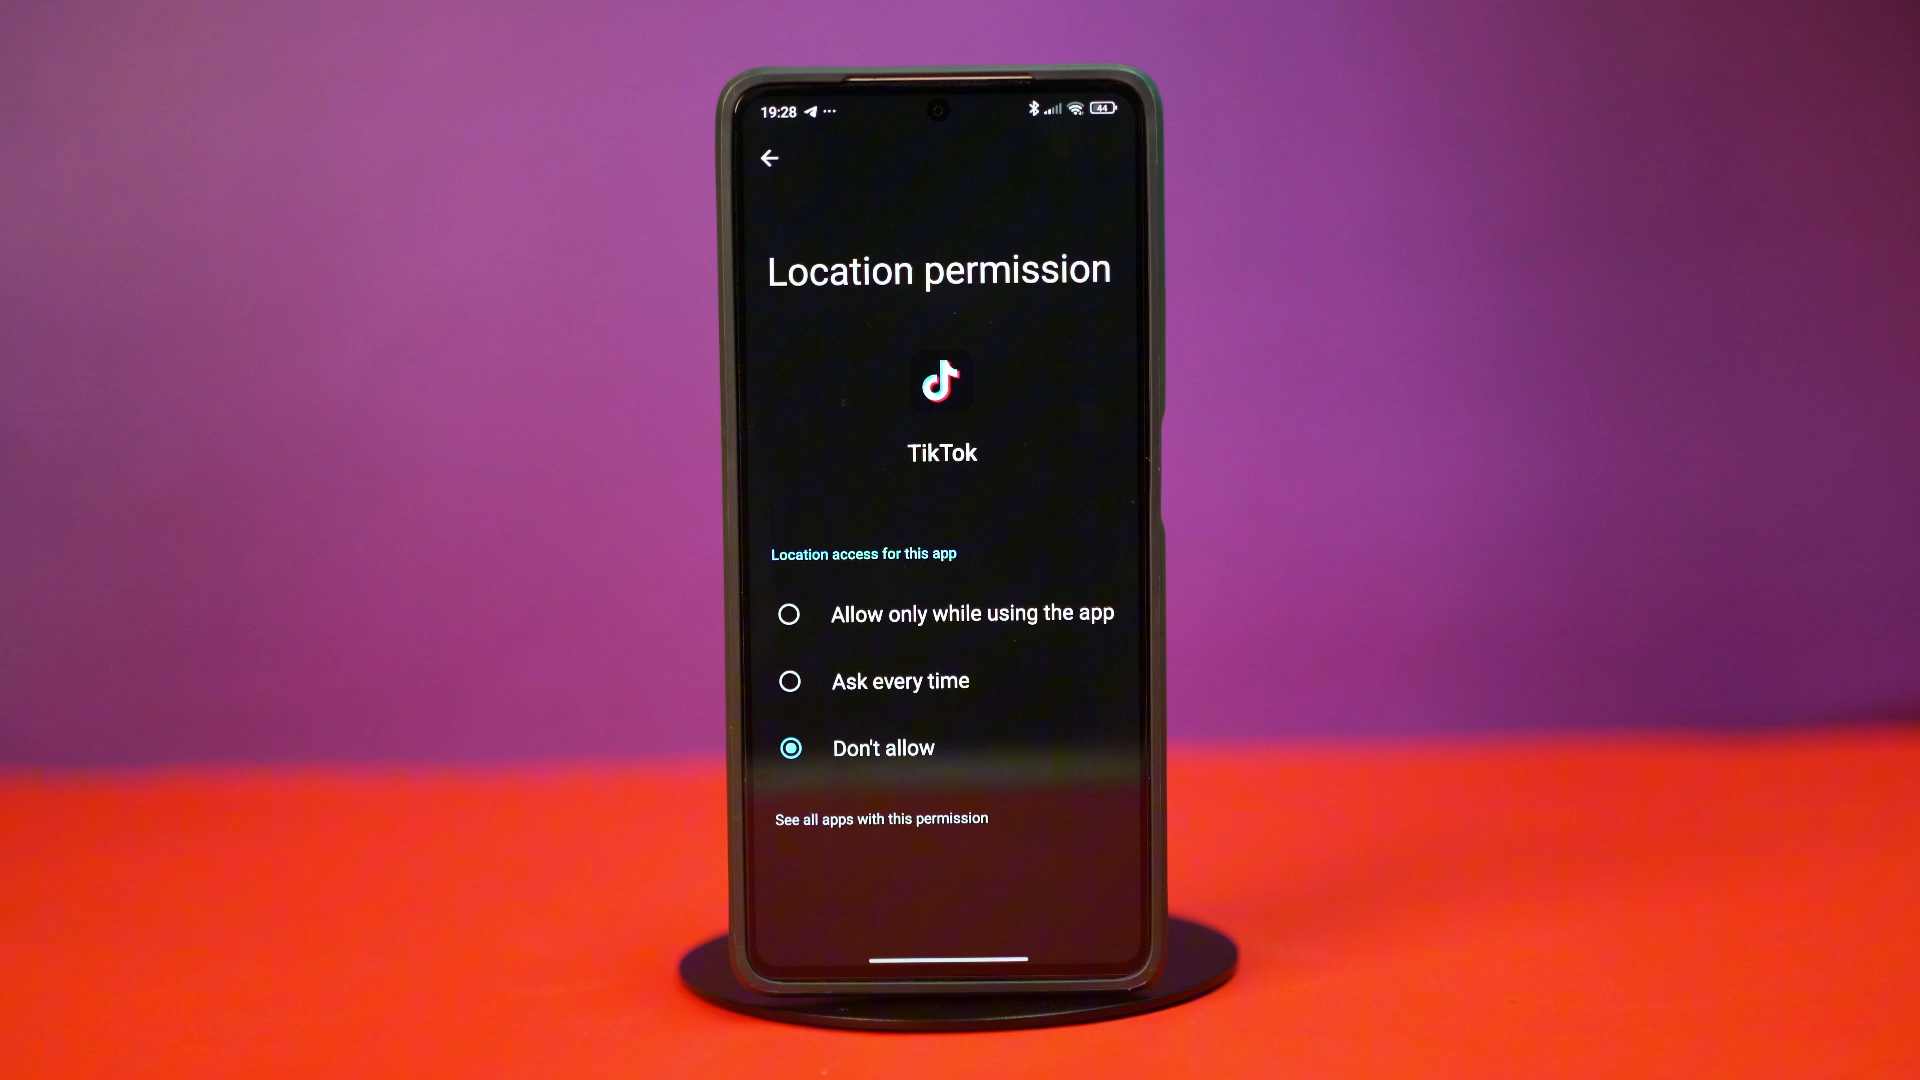 19:28 ···
44
Location permission
TikTok
Location access for this app
Allow only while using the app
Ask every time
Don't allow
See all apps with this permission